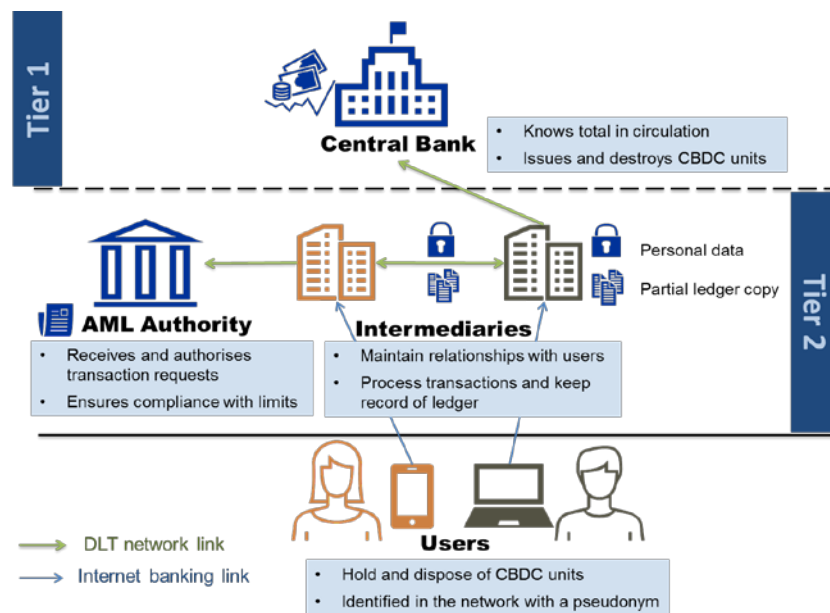 Tier 1
Central Bank
• Knows total in circulation
• Issues and destroys CBDC units
Tier 2
Personal data
Partial ledger copy
AML Authority
• Receives and authorises
transaction requests
• Ensures compliance with limits
Intermediaries
• Maintain relationships with users
• Process transactions and keep
record of ledger
Users
• Hold and dispose of CBDC units
• Identified in the network with a pseudonym
DLT network link
Internet banking link